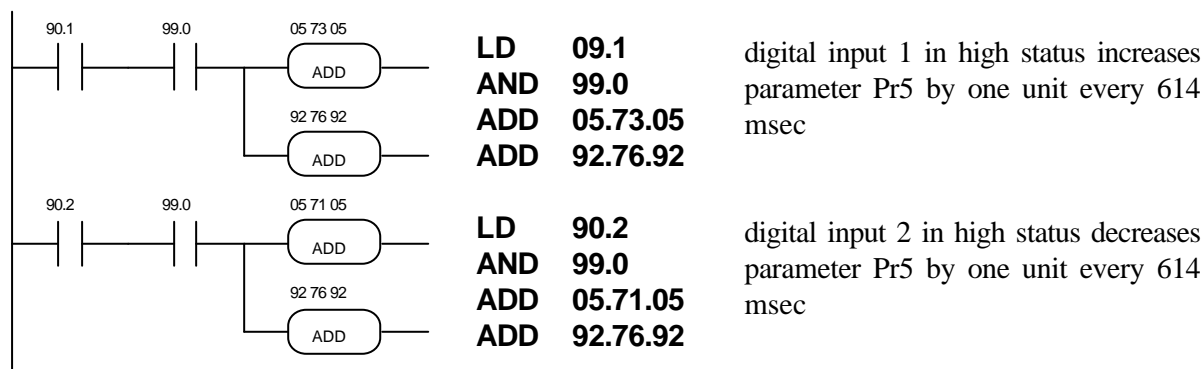 90.1 99.0 05 73 05
ADD
92 76 92
ADD
LD 09.1
AND 99.0
ADD 05.73.05
ADD 92.76.92
digital input 1 in high status increases
parameter Pr5 by one unit every 614
msec
90.2 99.0 05 71 05
ADD
92 76 92
ADD
LD 90.2
AND 99.0
ADD 05.71.05
ADD 92.76.92
digital input 2 in high status decreases
parameter Pr5 by one unit every 614
msec